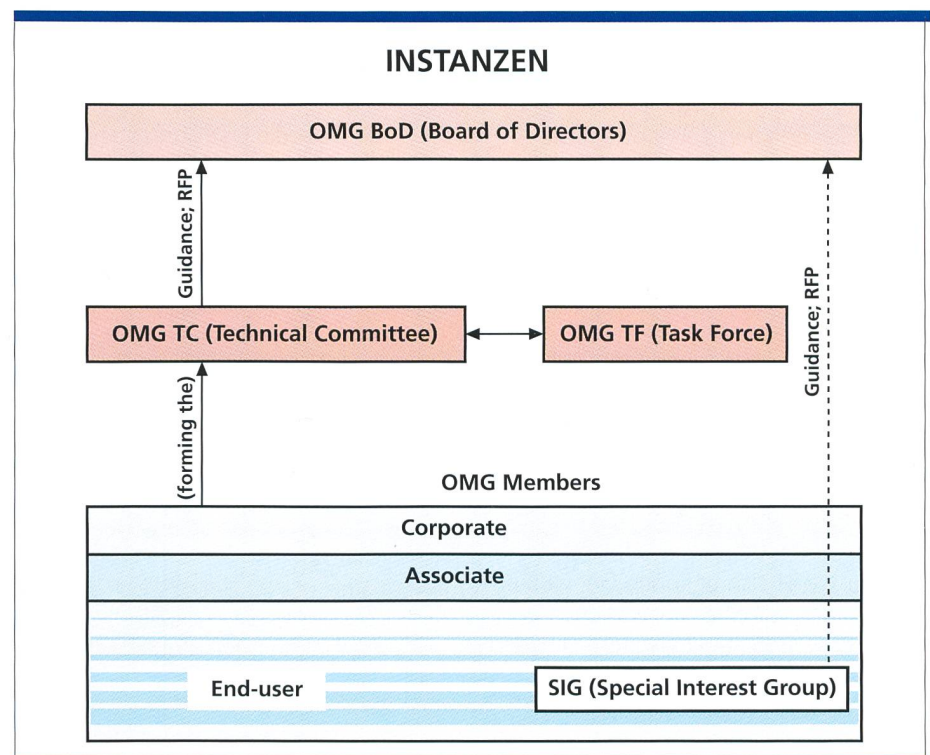 INSTANZEN
OMG BoD (Board of Directors)
Guidance; RFP
Guidance; RFP
OMG TC (Technical Committee)
OMG TF (Task Force)
(forming the)
OMG Members
Corporate
Associate
End-user
SIG (Special Interest Group)